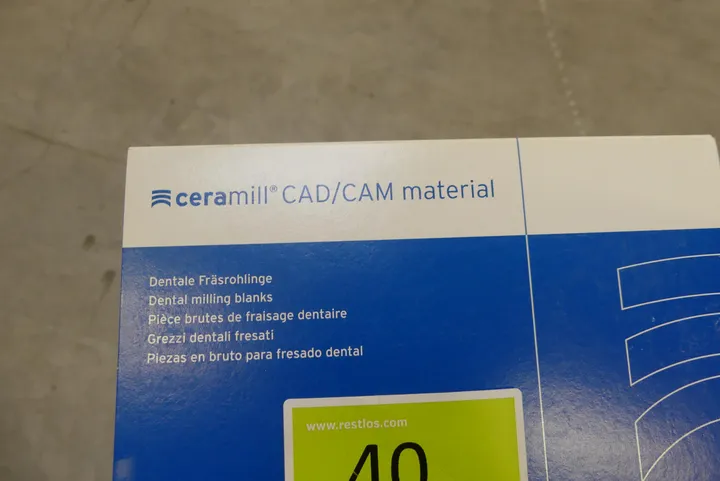 ceramill® CAD/CAM material
Dentale Fräsrohlinge
Dental milling blanks
Pièce brutes de fraisage dentaire
Grezzi dentali fresati
Piezas en bruto para fresado dental
www.restlos.com
40